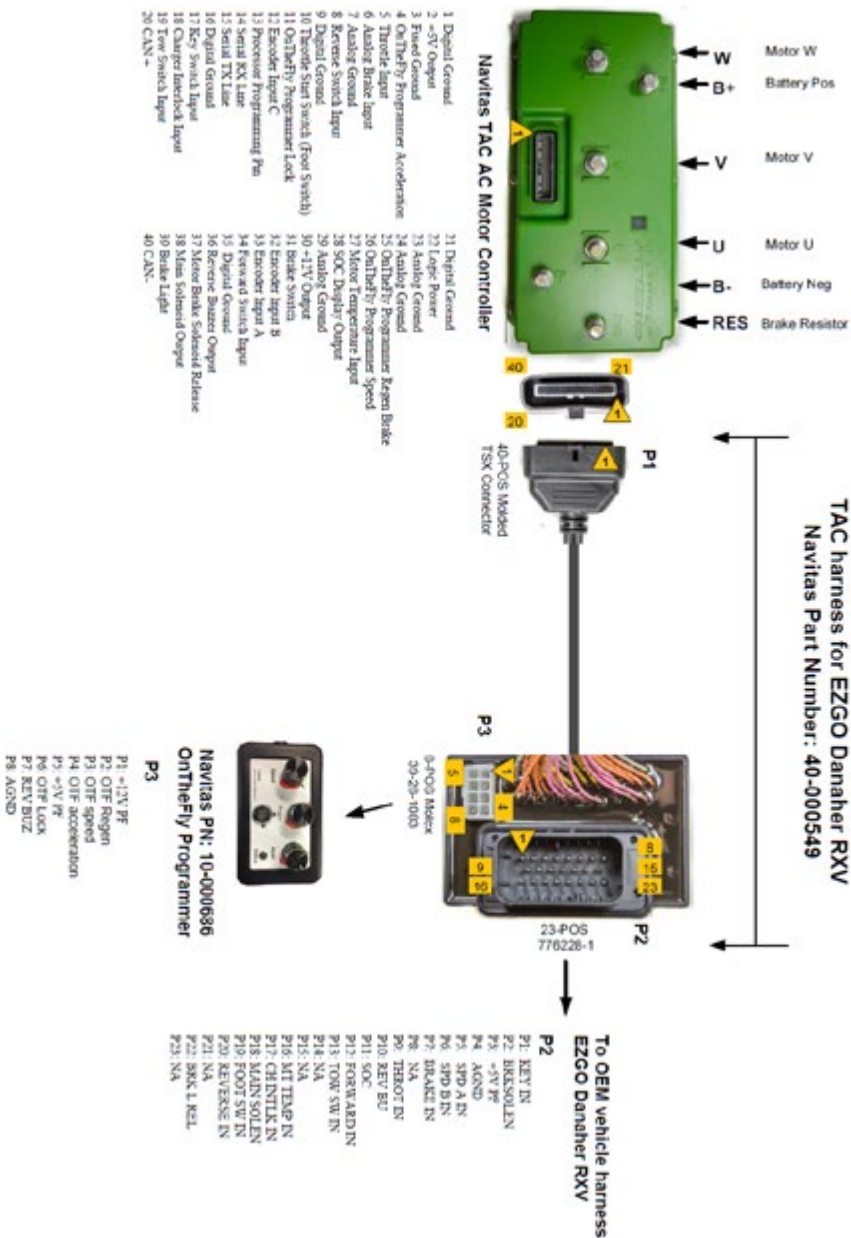 TAC harness for EZGO Danaher RXV
Navitas Part Number: 40-000549
Motor W
Battery Pos
Motor V
Motor U
Battery Neg
Brake Resistor
W
B+
V
U
B-
RES
1
Navitas TAC AC Motor Controller
1 Digital Ground
2 +5V Output
3 Fused Ground
4 OnTheFly Programmer Acceleration
5 Throttle Input
6 Analog Brake Input
7 Analog Ground
8 Reverse Switch Input
9 Digital Ground
10 Throttle Start Switch (Foot Switch)
11 OnTheFly Programmer Lock
12 Encoder Input C
13 Processor Programming Pin
14 Serial RX Line
15 Serial TX Line
16 Digital Ground
17 Key Switch Input
18 Charger Interlock Input
19 Tow Switch Input
20 CAN +
21 Digital Ground
22 Logic Power
23 Analog Ground
24 Analog Ground
25 OnTheFly Programmer Regen Brake
26 OnTheFly Programmer Speed
27 Motor Temperature Input
28 SOC Display Output
29 Analog Ground
30 +12V Output
31 Brake Switch
32 Encoder Input B
33 Encoder Input A
34 Forward Switch Input
35 Digital Ground
36 Reverse Buzzer Output
37 Motor Brake Solenoid Release
38 Main Solenoid Output
39 Brake Light
40 CAN-
40
21
20
1
P1
1
40-POS Molded
TSX Connector
P3
1
5
4
8
8-POS Molex
39-29-1083
1
8
15
23
9
16
P2
23-POS
776228-1
Navitas PN: 10-000686
OnTheFly Programmer
P3
P1: +12V PF
P2: OTF Regen
P3: OTF speed
P4: OTF acceleration
P5: +5V PF
P6: OTF Lock
P7: REV BUZ
P8: AGND
To OEM vehicle harness
EZGO Danaher RXV
P2
P1: KEY IN
P2: BRKSOLEN
P3: +5V PF
P4: AGND
P5: SPD A IN
P6: SPD B IN
P7: BRAKE IN
P8: NA
P9: THROT IN
P10: REV BU
P11: SOC
P12: FORWARD IN
P13: TOW SW IN
P14: NA
P15: NA
P16: MT TEMP IN
P17: CH INTLK IN
P18: MAIN SOLEN
P19: FOOT SW IN
P20: REVERSE IN
P21: NA
P22: BRK L REL
P23: NA